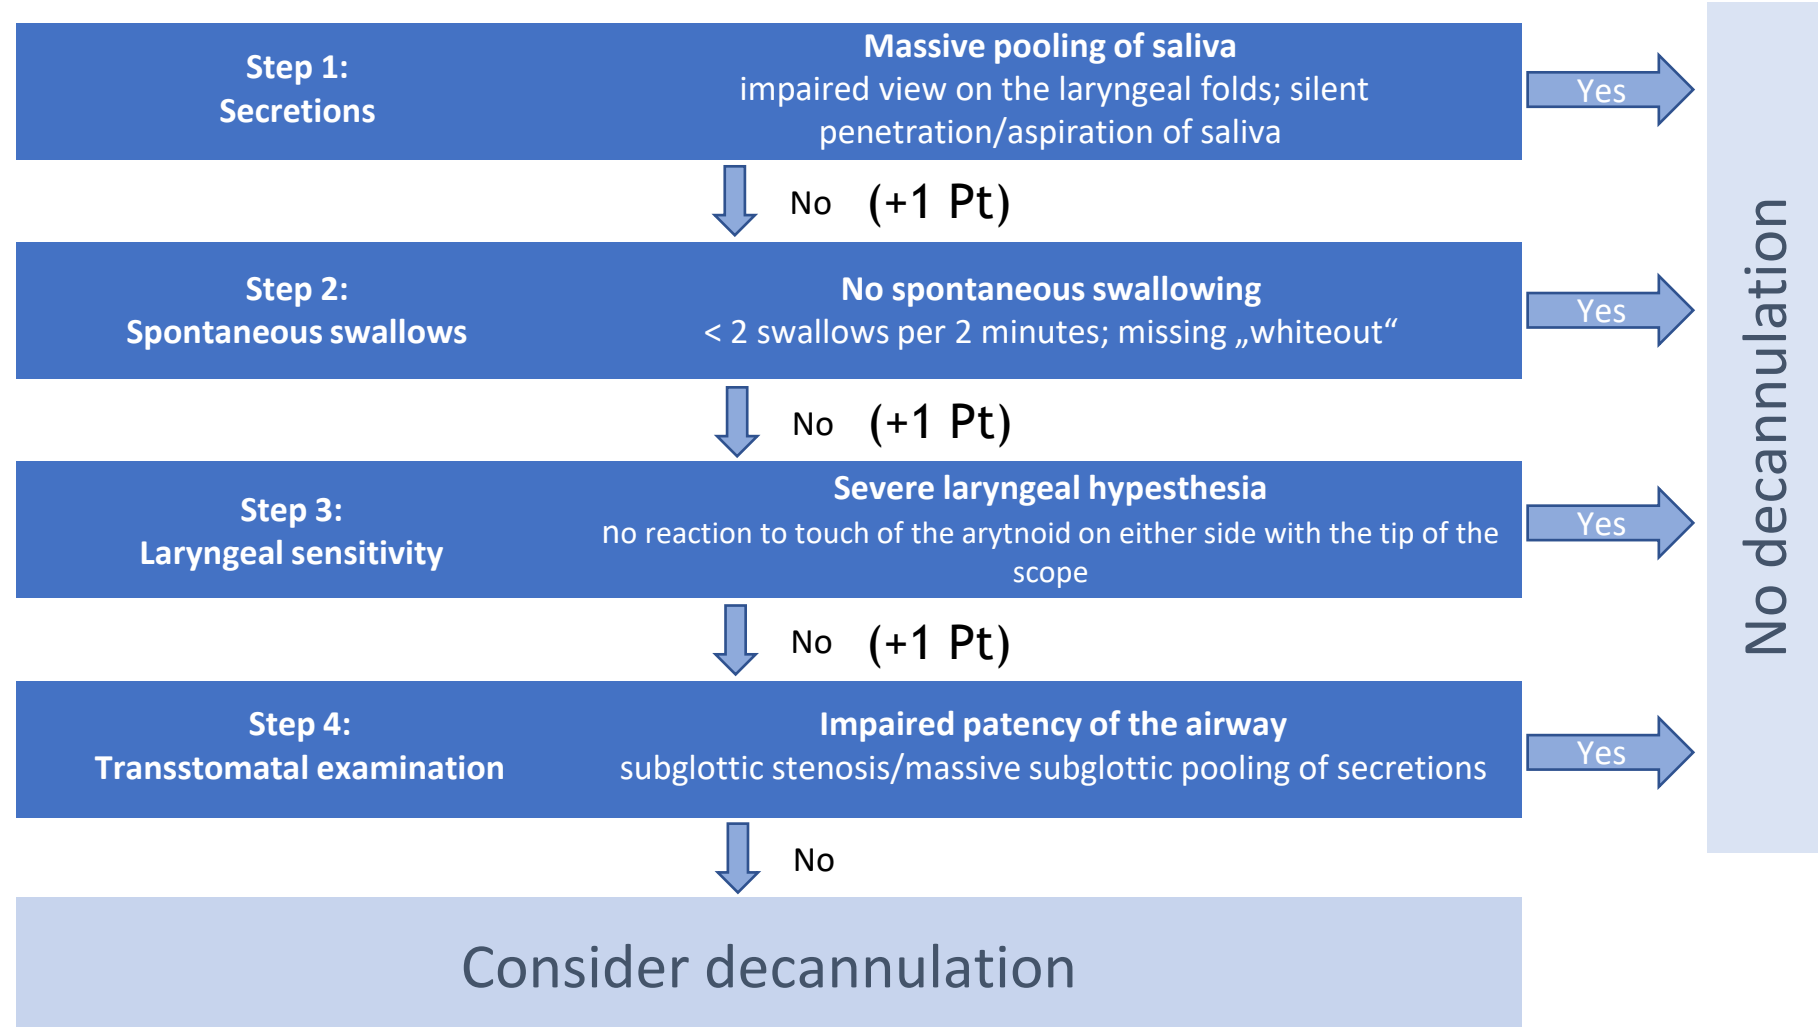 Step 1:
Secretions
Massive pooling of saliva
impaired view on the laryngeal folds; silent
penetration/aspiration of saliva
Yes
No (+1 Pt)
Step 2:
Spontaneous swallows
No spontaneous swallowing
< 2 swallows per 2 minutes; missing „whiteout“
Yes
No (+1 Pt)
Step 3:
Laryngeal sensitivity
Severe laryngeal hypesthesia
no reaction to touch of the arytnoid on either side with the tip of the
scope
Yes
No (+1 Pt)
Step 4:
Transstomatal examination
Impaired patency of the airway
subglottic stenosis/massive subglottic pooling of secretions
Yes
No
Consider decannulation
No decannulation